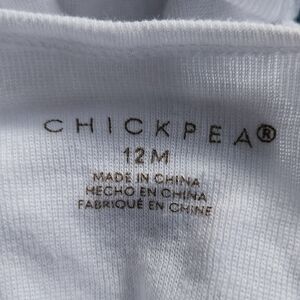 CHICKPEA®
12M
MADE IN CHINA
HECHO EN CHINA
FABRIQUÉ EN CHINE